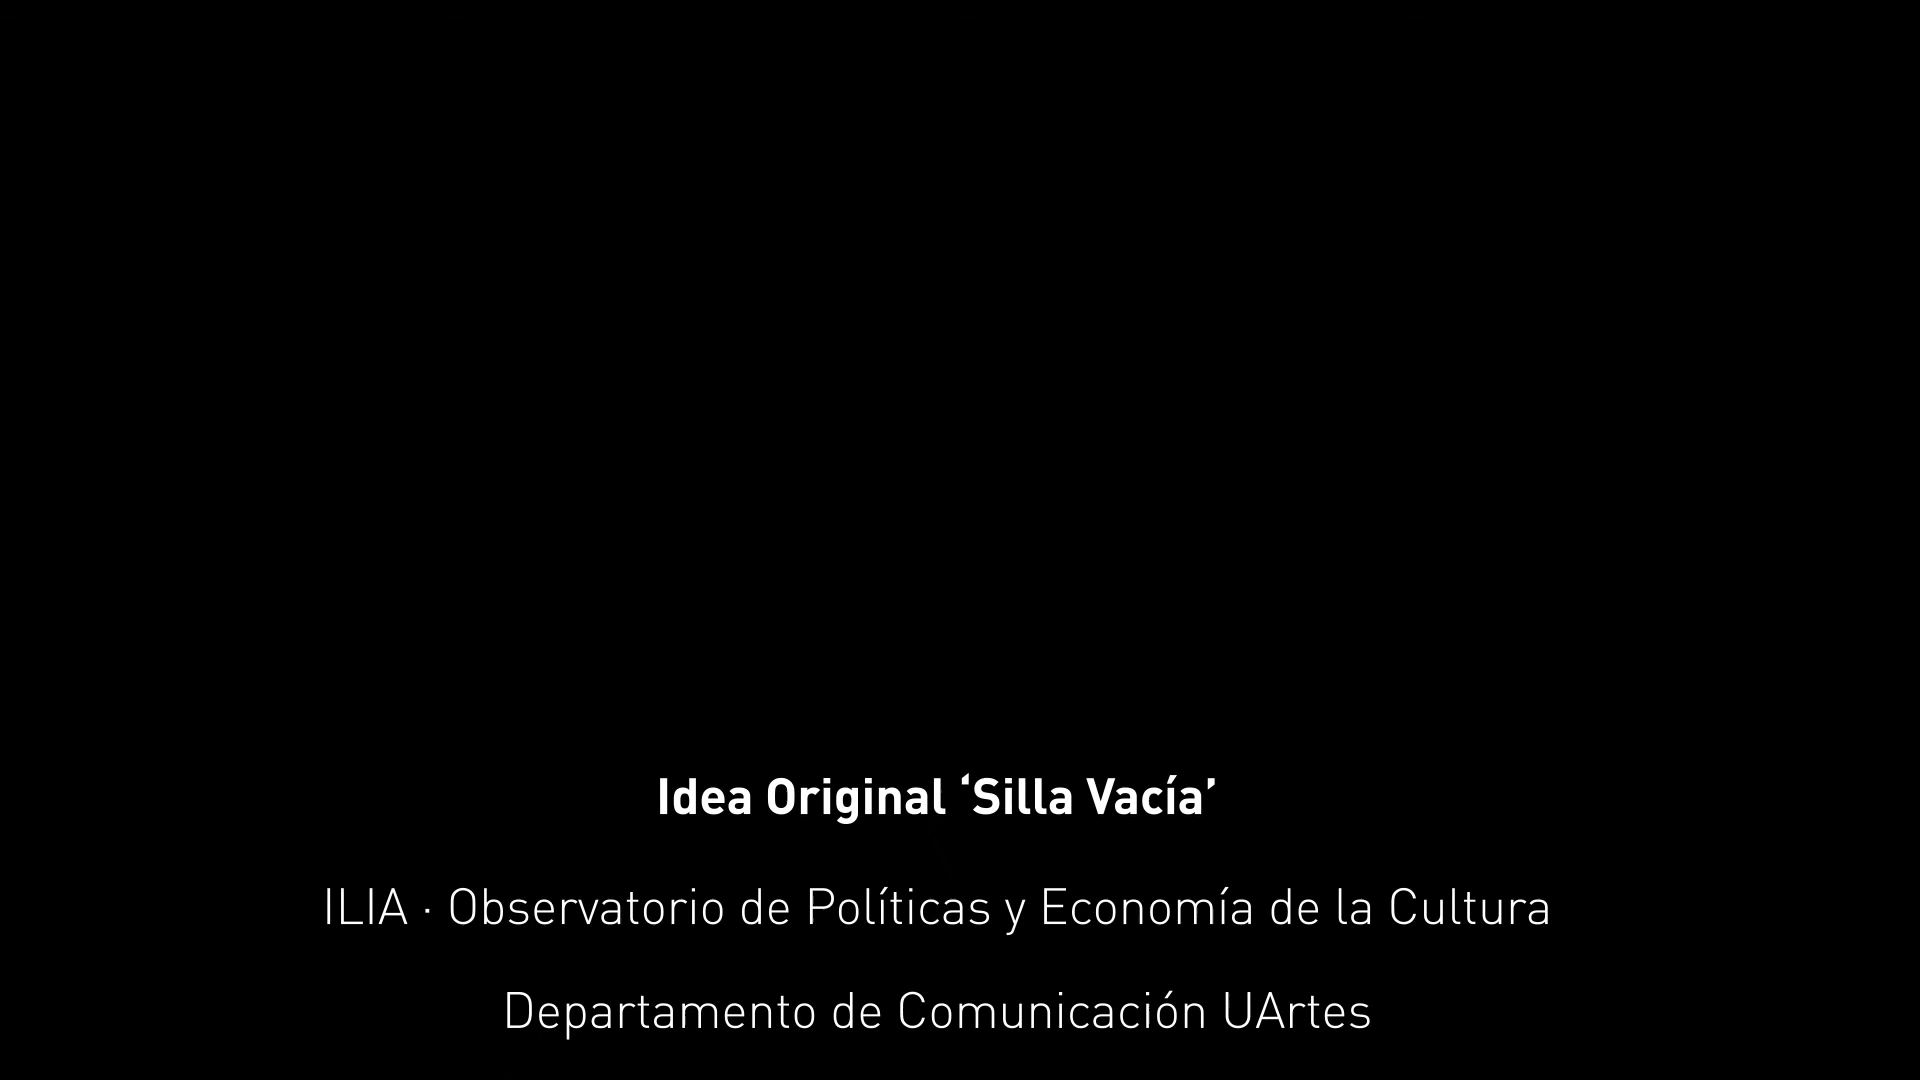 Idea Original ‘Silla Vacía’
ILIA · Observatorio de Políticas y Economía de la Cultura
Departamento de Comunicación UArtes